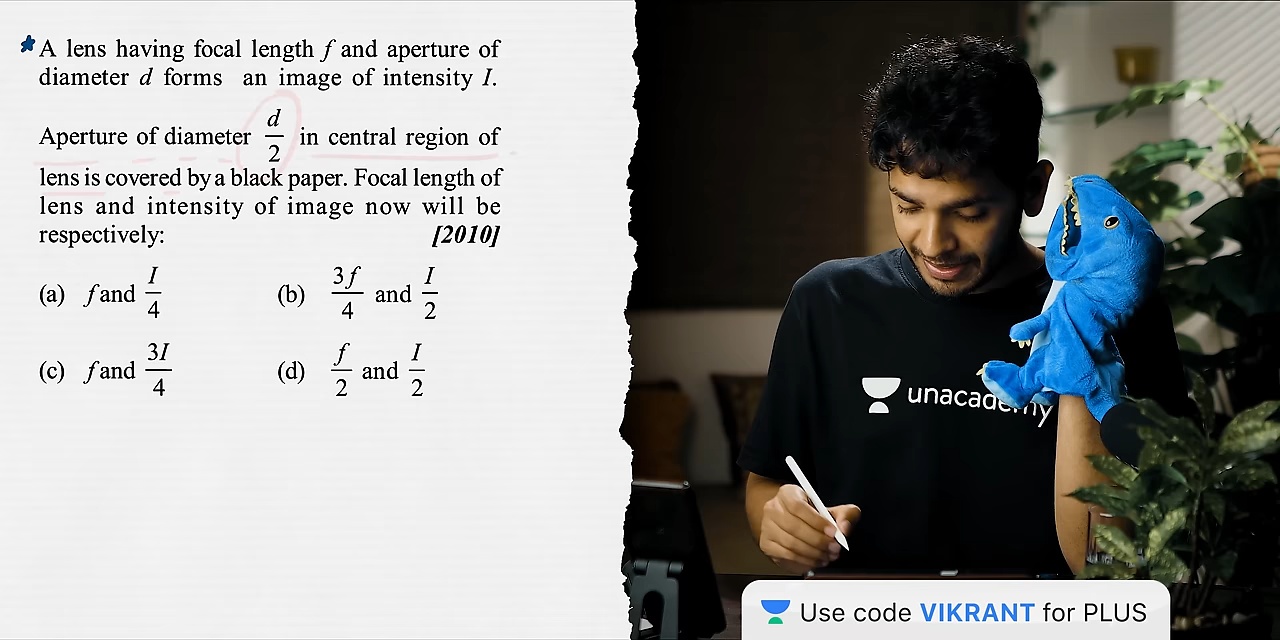 A lens having focal length f and aperture of
diameter d forms an image of intensity I.
Aperture of diameter d/2 in central region of
lens is covered by a black paper. Focal length of
lens and intensity of image now will be
respectively: [2010]
(a) f and I/4 (b) 3f/4 and I/2
(c) f and 3I/4 (d) f/2 and I/2
unacademy
Use code VIKRANT for PLUS